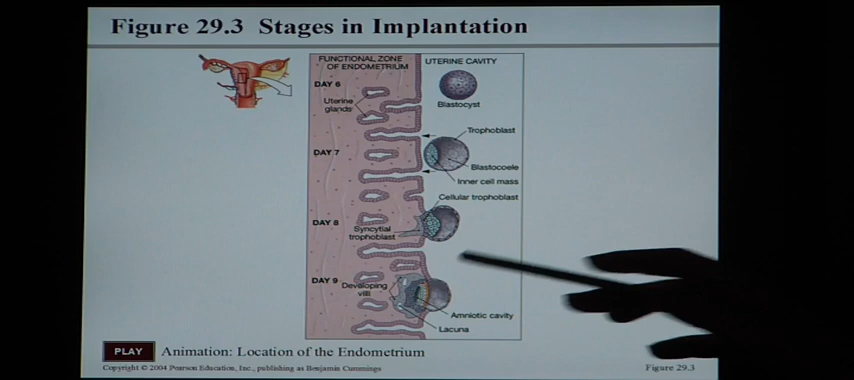 Figure 29.3 Stages in Implantation
FUNCTIONAL ZONE
OF ENDOMETRIUM
UTERINE CAVITY
DAY 6
Uterine
glands
Blastocyst
Trophoblast
DAY 7
Blastocoele
Inner cell mass
Cellular trophoblast
DAY 8
Syncytial
trophoblast
DAY 9
Developing
villi
Amniotic cavity
Lacuna
PLAY Animation: Location of the Endometrium
Copyright © 2004 Pearson Education, Inc., publishing as Benjamin Cummings
Figure 29.3